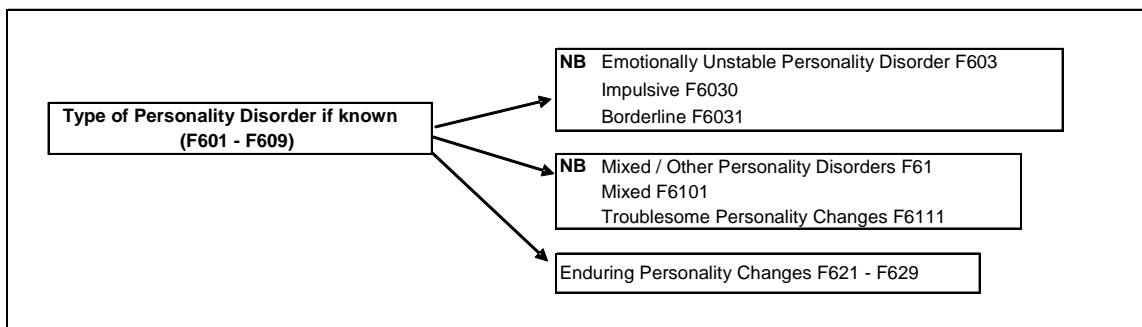 Type of Personality Disorder if known
(F601 - F609)
NB Emotionally Unstable Personality Disorder F603
Impulsive F6030
Borderline F6031
NB Mixed / Other Personality Disorders F61
Mixed F6101
Troublesome Personality Changes F6111
Enduring Personality Changes F621 - F629